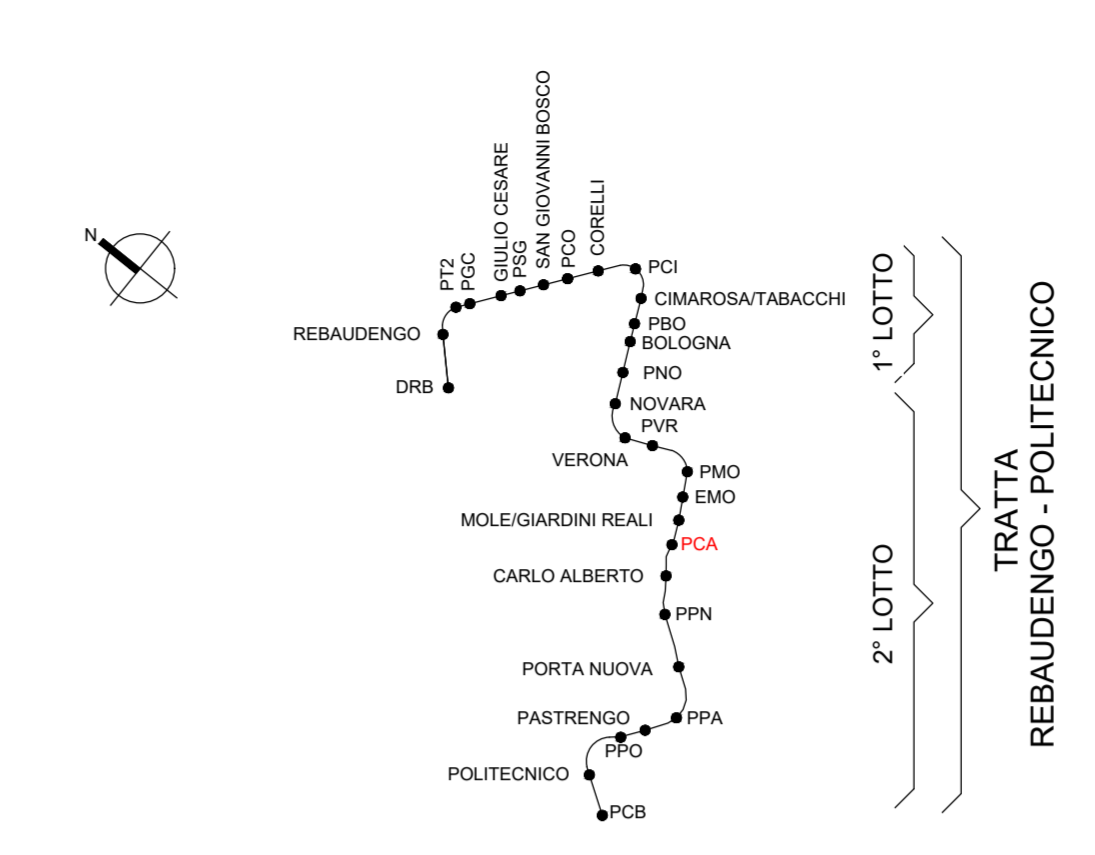 N
PT2
PGC
GIULIO CESARE
PSG
SAN GIOVANNI BOSCO
PCO
CORELLI
PCI
CIMAROSA/TABACCHI
REBAUDENGO
PBO
BOLOGNA
DRB
PNO
NOVARA
PVR
VERONA
PMO
EMO
MOLE/GIARDINI REALI
PCA
CARLO ALBERTO
PPN
PORTA NUOVA
PASTRENGO
PPA
PPO
POLITECNICO
PCB
1° LOTTO
2° LOTTO
TRATTA
REBAUDENGO - POLITECNICO